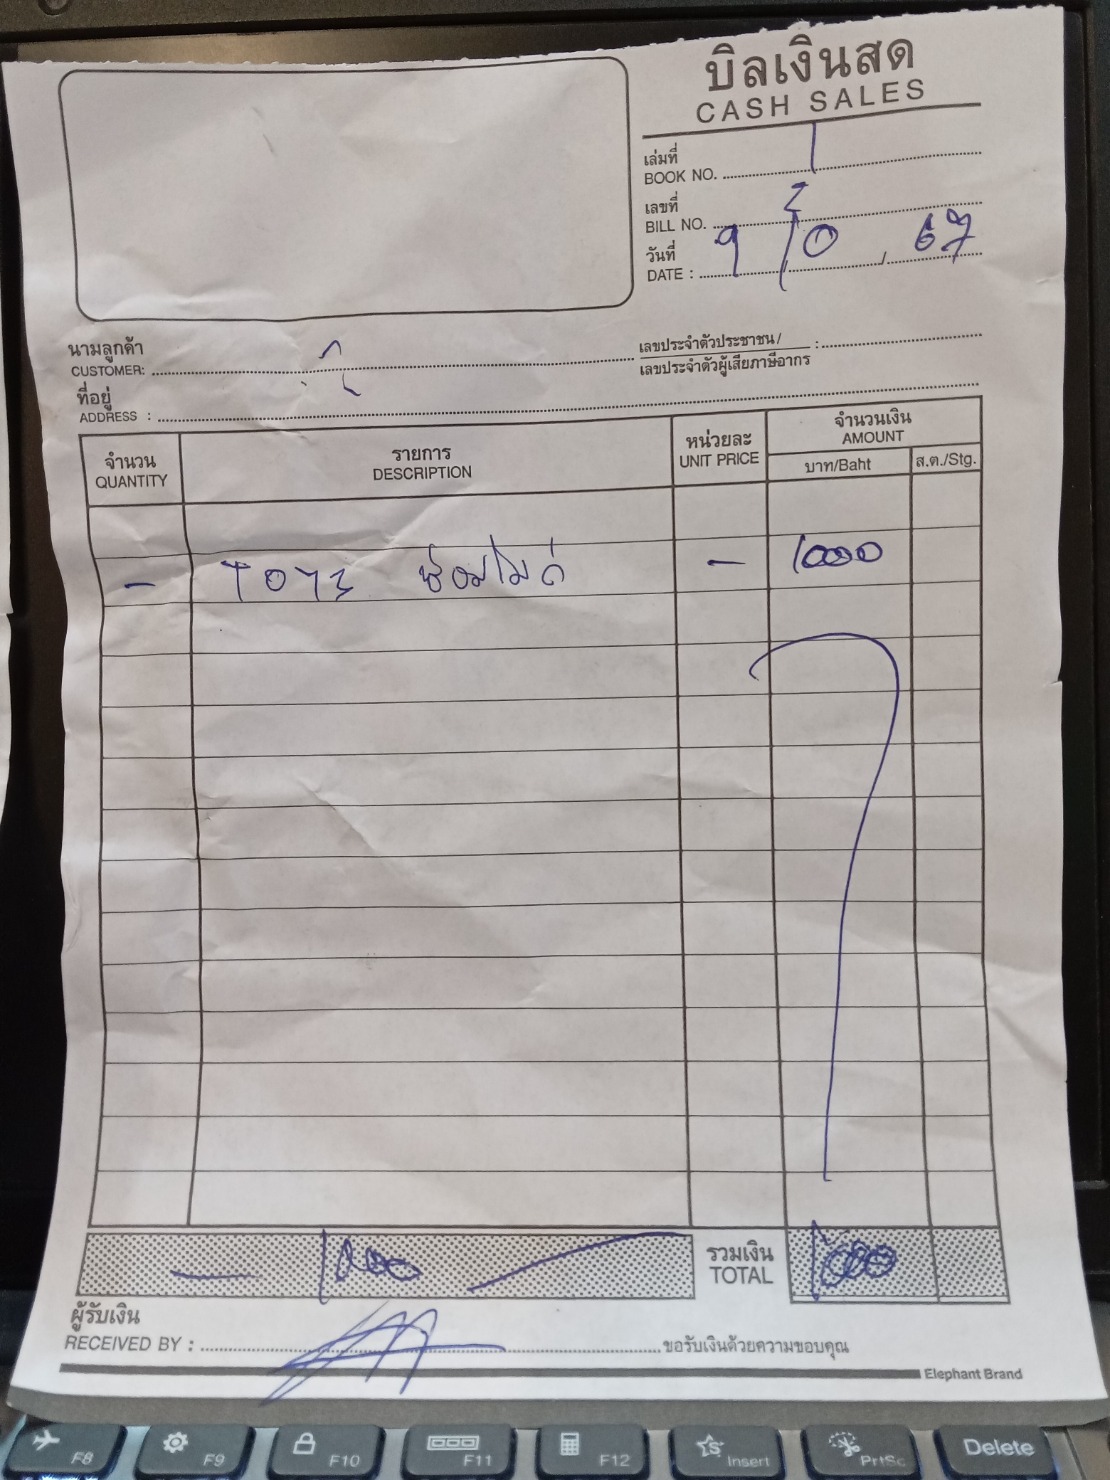 บิลเงินสด
CASH SALES
เล่มที่
BOOK NO. 1
เลขที่
BILL NO. 2
วันที่
DATE : 9 /0 / 67
นามลูกค้า
CUSTOMER:
เลขประจำตัวประชาชน/ :
เลขประจำตัวผู้เสียภาษีอากร
ที่อยู่
ADDRESS :
จำนวน
QUANTITY
รายการ
DESCRIPTION
หน่วยละ
UNIT PRICE
จำนวนเงิน
AMOUNT
บาท/Baht ส.ต./Stg.
- ซ่อมไม่ - 1000
- 1000 รวมเงิน 1000
TOTAL
ผู้รับเงิน
RECEIVED BY : ขอรับเงินด้วยความขอบคุณ
Elephant Brand
F8 F9 F10 F11 F12 Insert PrtSc Delete